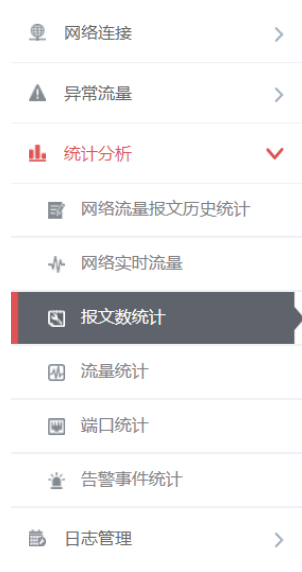 网络连接
异常流量
统计分析
网络流量报文历史统计
网络实时流量
报文数统计
流量统计
端口统计
告警事件统计
日志管理